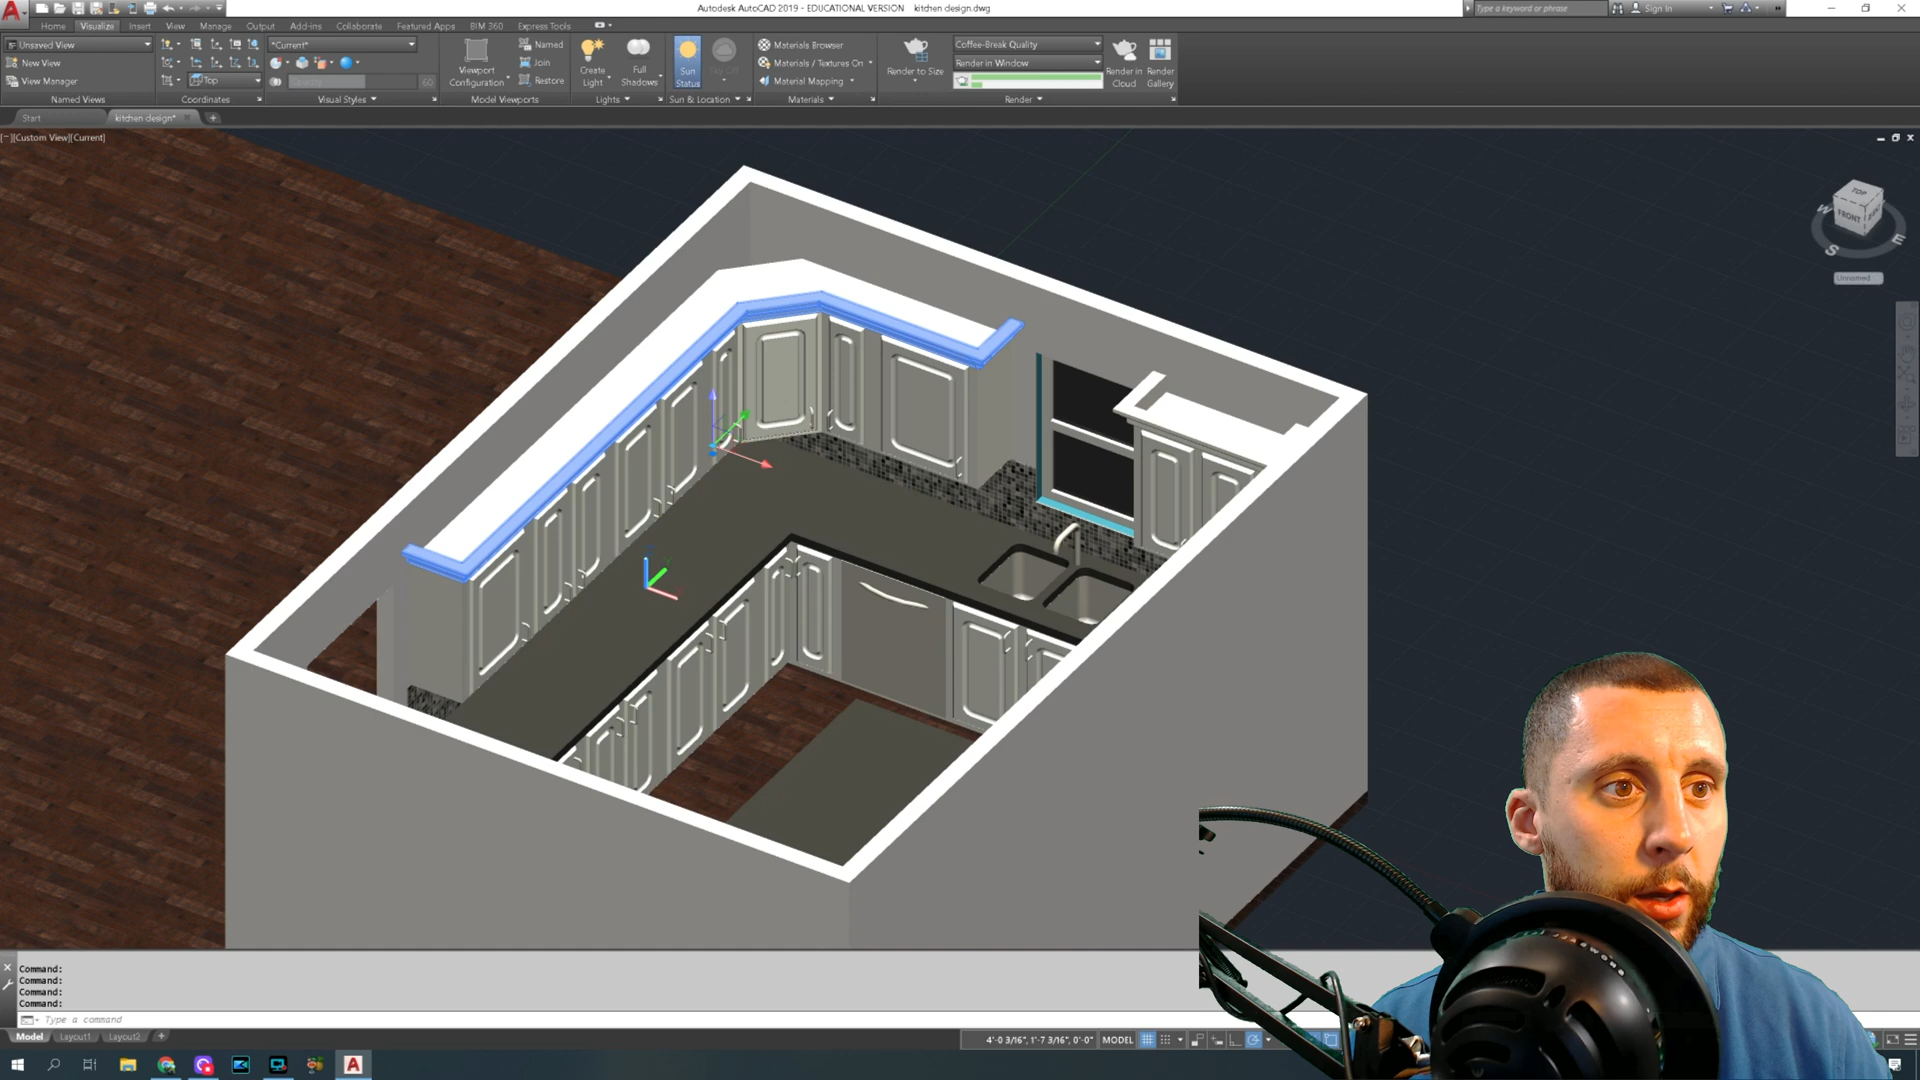 Autodesk AutoCAD 2019 - EDUCATIONAL VERSION kitchen design.dwg
Type a keyword or phrase
Sign In
Home Visualize Insert View Manage Output Add-ins Collaborate Featured Apps BIM 360 Express Tools
Unsaved View
New View
View Manager
Named Views
Top
Coordinates
*Current*
60
Visual Styles
Viewport
Configuration
Named
Join
Restore
Model Viewports
Create
Light
Full
Shadows
Lights
Sun
Status
Sun & Location
Materials Browser
Materials / Textures On
Material Mapping
Materials
Render to Size
Coffee-Break Quality
Render in Window
Render in
Cloud
Render
Gallery
Render
Start
kitchen design*
[−][Custom View][Current]
TOP
FRONT
W
S
E
Unnamed
Command:
Command:
Command:
Command:
Type a command
Model Layout1 Layout2
4'-0 3/16", 1'-7 3/16", 0'-0" MODEL